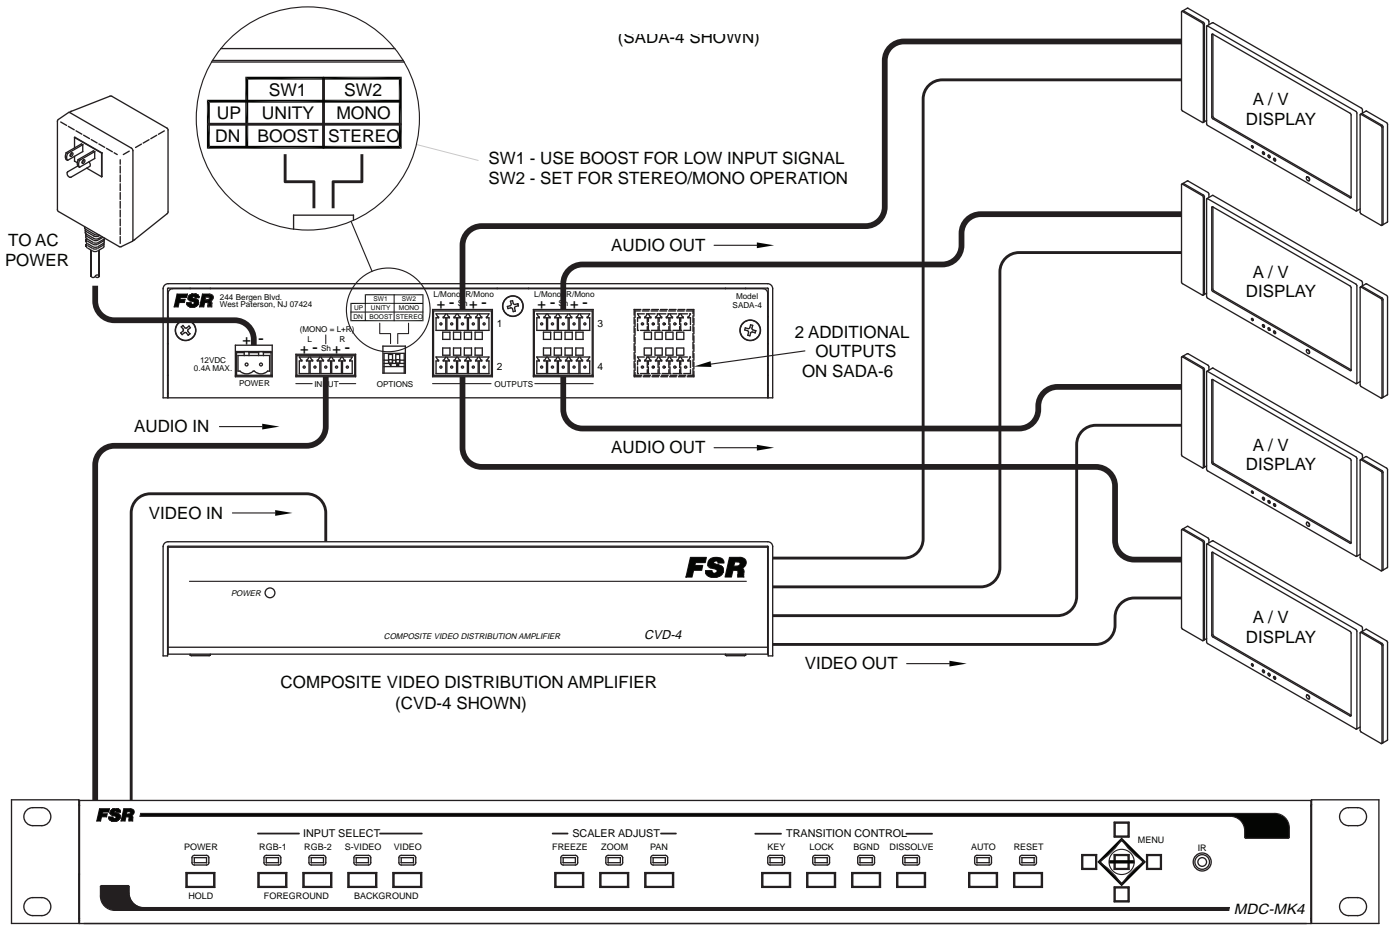 (SADA-4 SHOWN)
SW1 SW2
UP UNITY MONO
DN BOOST STEREO
SW1 - USE BOOST FOR LOW INPUT SIGNAL
SW2 - SET FOR STEREO/MONO OPERATION
A / V
DISPLAY
TO AC
POWER
AUDIO OUT
A / V
DISPLAY
FSR
244 Bergen Blvd.
West Paterson, NJ 07424
SW1 SW2
UP UNITY MONO
DN BOOST STEREO
L/Mono R/Mono
+ - Sh + -
L/Mono R/Mono
+ - Sh + -
Model
SADA-4
(MONO = L+R)
L R
+ - Sh + -
+ -
12VDC
0.4A MAX.
POWER
INPUT
OPTIONS
1
2
3
4
OUTPUTS
2 ADDITIONAL
OUTPUTS
ON SADA-6
AUDIO IN
AUDIO OUT
A / V
DISPLAY
VIDEO IN
FSR
POWER
COMPOSITE VIDEO DISTRIBUTION AMPLIFIER
CVD-4
A / V
DISPLAY
VIDEO OUT
COMPOSITE VIDEO DISTRIBUTION AMPLIFIER
(CVD-4 SHOWN)
FSR
INPUT SELECT
SCALER ADJUST
TRANSITION CONTROL
MENU
POWER
RGB-1 RGB-2 S-VIDEO VIDEO
FREEZE ZOOM PAN
KEY LOCK BGND DISSOLVE
AUTO RESET
IR
HOLD
FOREGROUND BACKGROUND
MDC-MK4